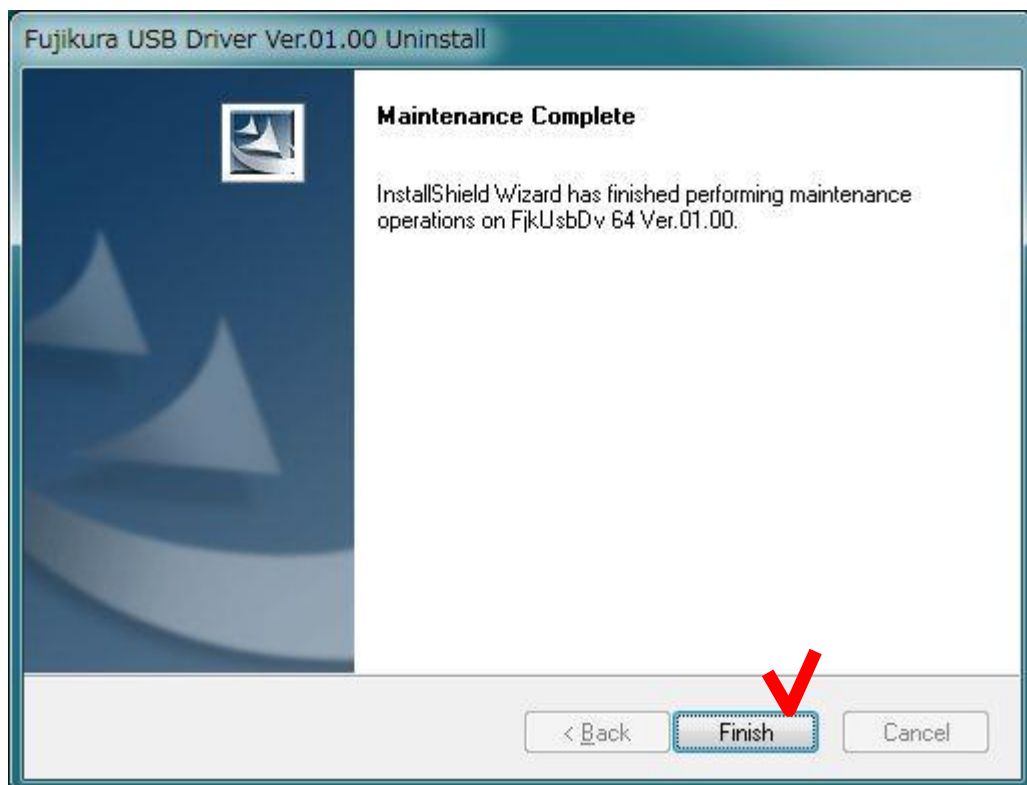 Fujikura USB Driver Ver.01.00 Uninstall
Maintenance Complete
InstallShield Wizard has finished performing maintenance
operations on FjkUsbDv 64 Ver.01.00.
< Back
Finish
Cancel